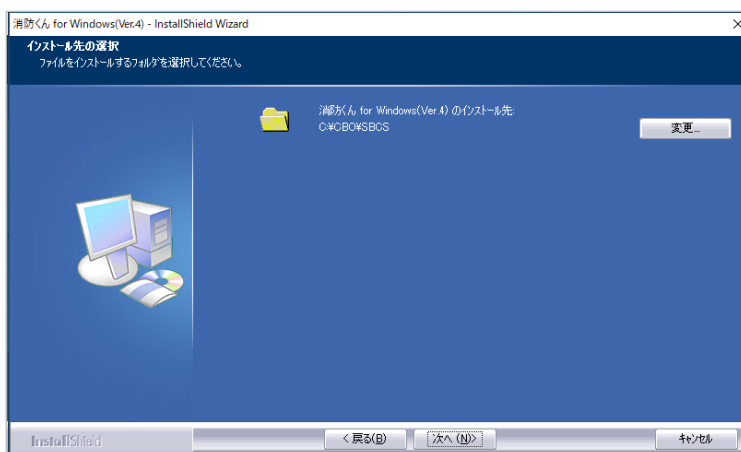 消防くん for Windows(Ver.4) - InstallShield Wizard
インストール先の選択
ファイルをインストールするフォルダを選択してください。
消防くん for Windows(Ver.4) のインストール先:
C:¥CBO¥SBCS
変更...
InstallShield
< 戻る(B)
次へ (N)>
キャンセル